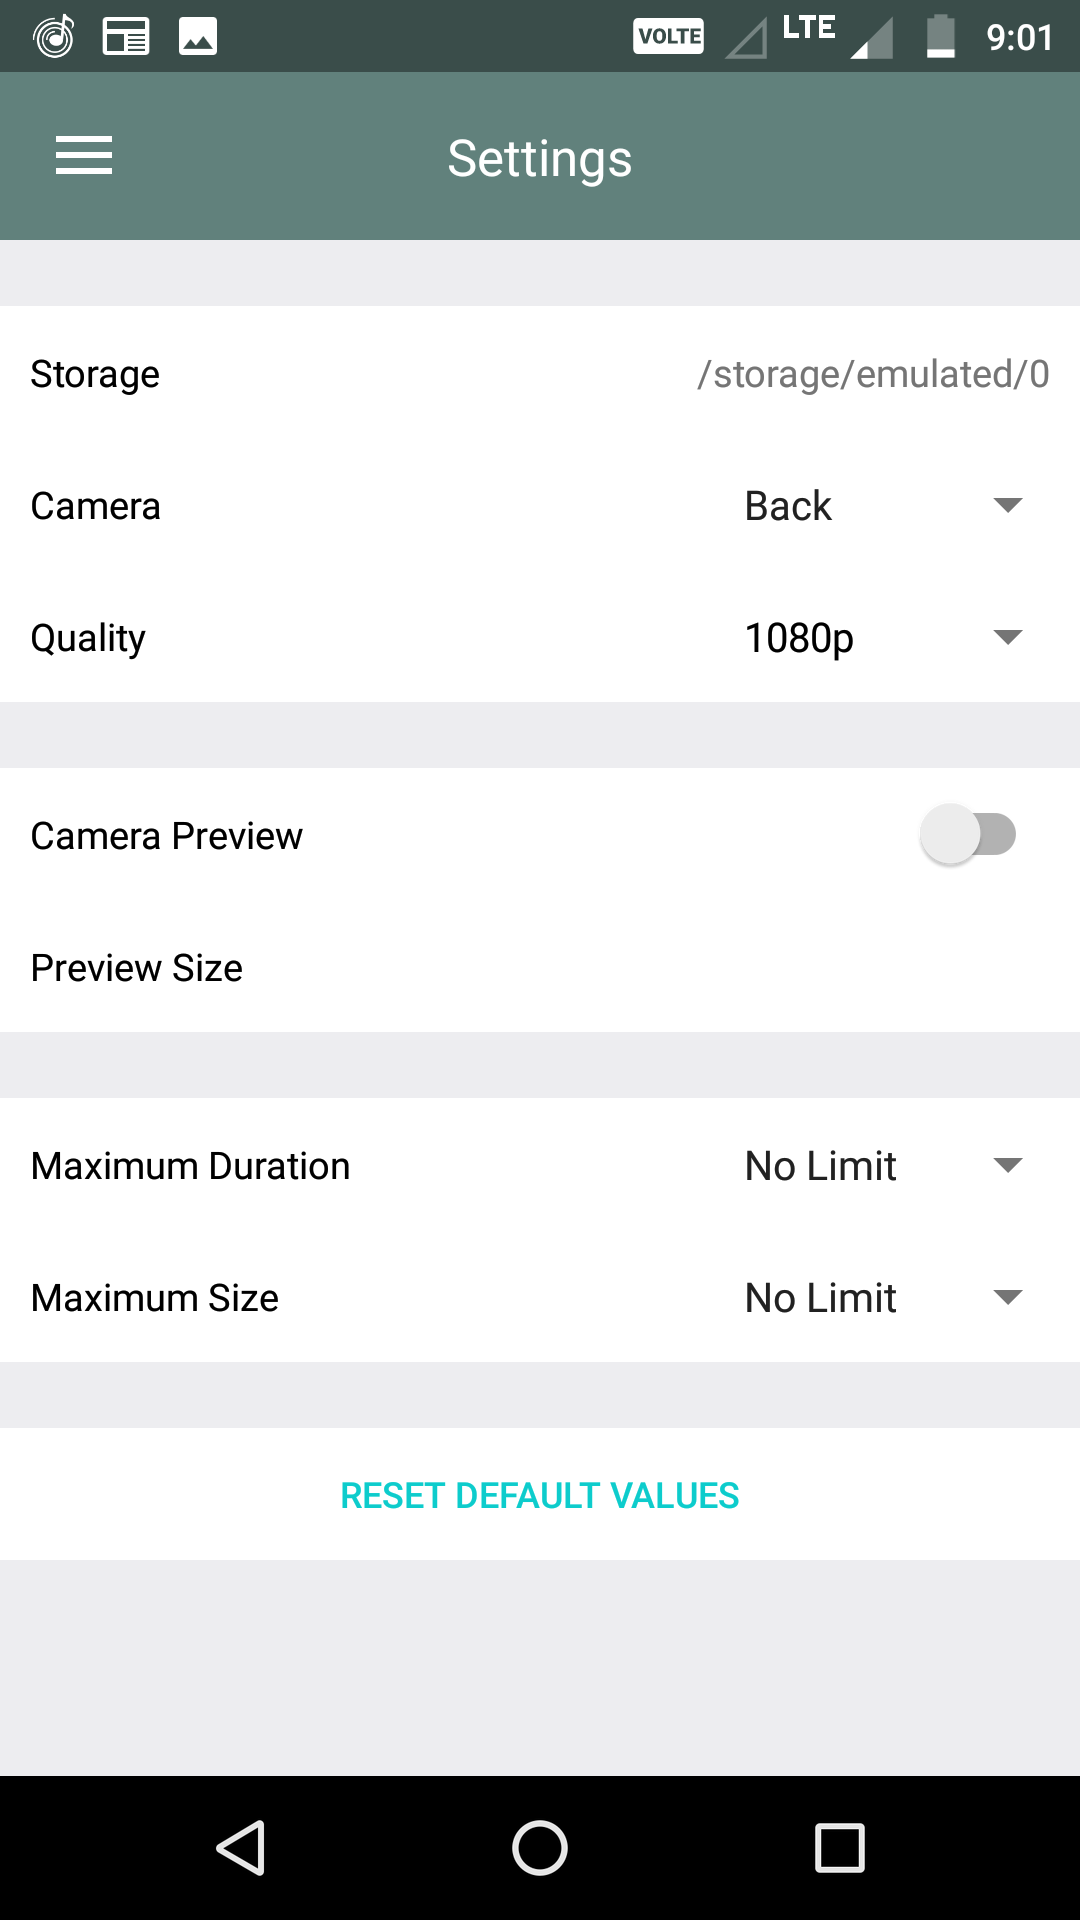 VOLTE LTE 9:01
Settings
Storage /storage/emulated/0
Camera Back
Quality 1080p
Camera Preview
Preview Size
Maximum Duration No Limit
Maximum Size No Limit
RESET DEFAULT VALUES